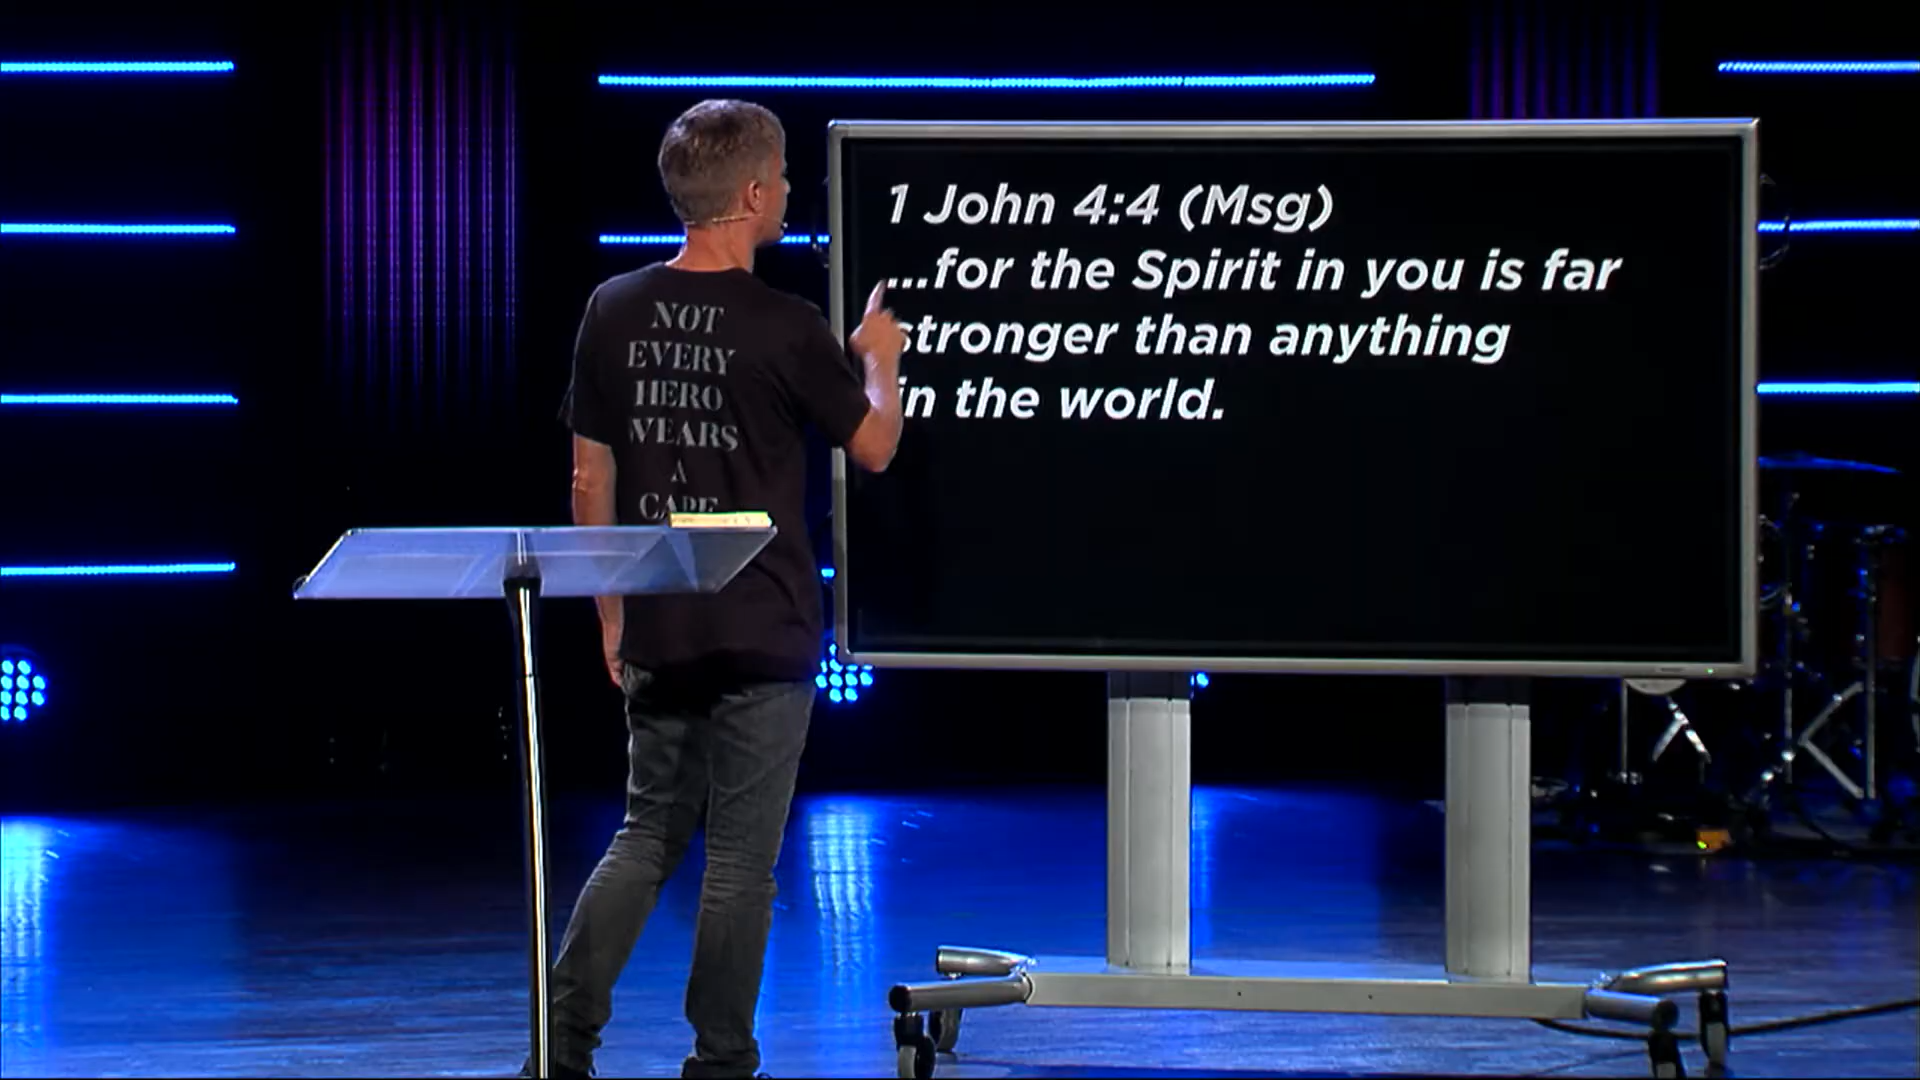 NOT
EVERY
HERO
WEARS
A
CAPE
1 John 4:4 (Msg)
...for the Spirit in you is far
stronger than anything
in the world.